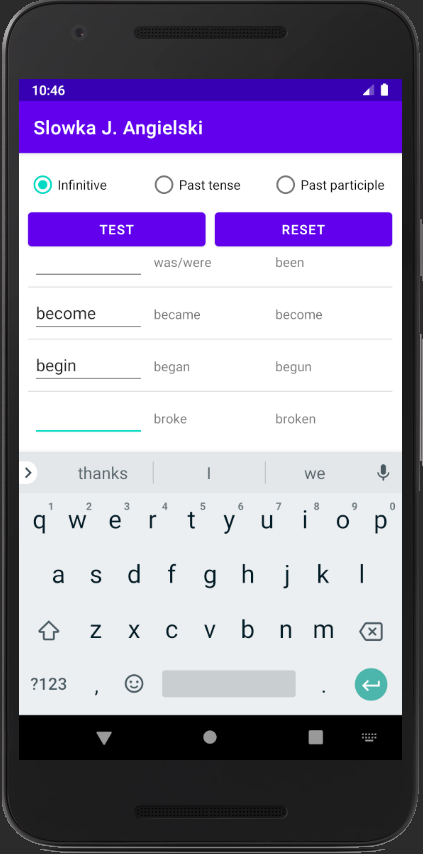 10:46
Slowka J. Angielski
Infinitive Past tense Past participle
TEST RESET
was/were been
become became become
begin began begun
broke broken
thanks I we
1 2 3 4 5 6 7 8 9 0
q w e r t y u i o p
a s d f g h j k l
z x c v b n m
?123 , .